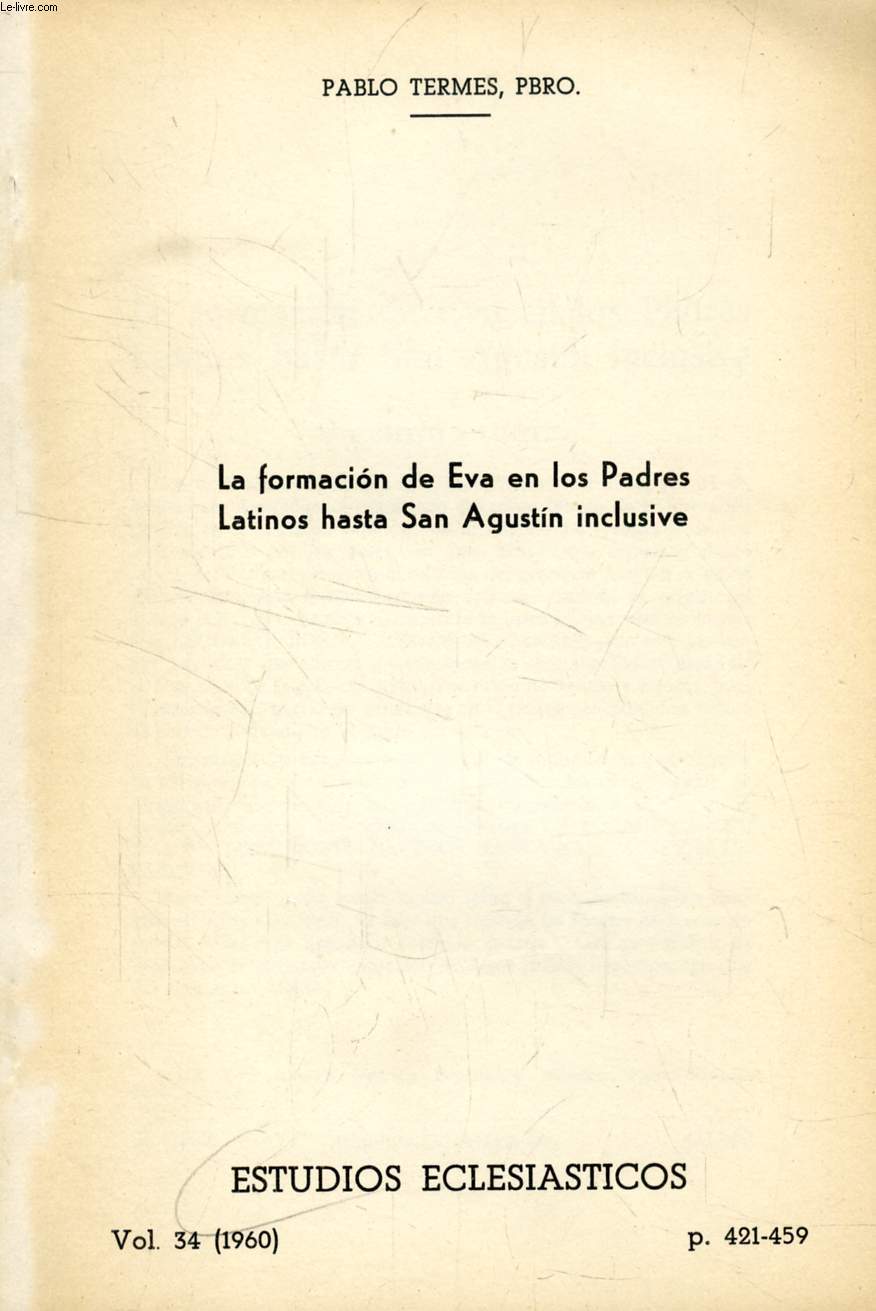 Le-livre.com
PABLO TERMES, PBRO.
La formación de Eva en los Padres
Latinos hasta San Agustín inclusive
ESTUDIOS ECLESIASTICOS
Vol. 34 (1960)
p. 421-459